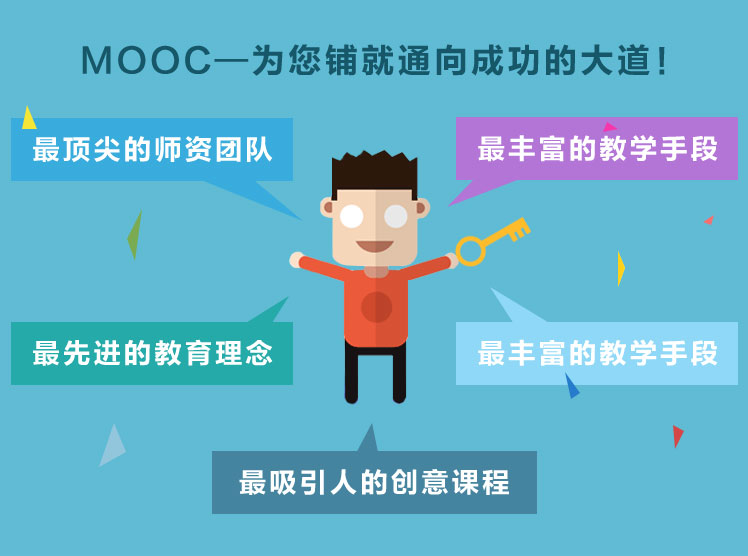 MOOC—为您铺就通向成功的大道!
最顶尖的师资团队
最丰富的教学手段
最先进的教育理念
最丰富的教学手段
最吸引人的创意课程